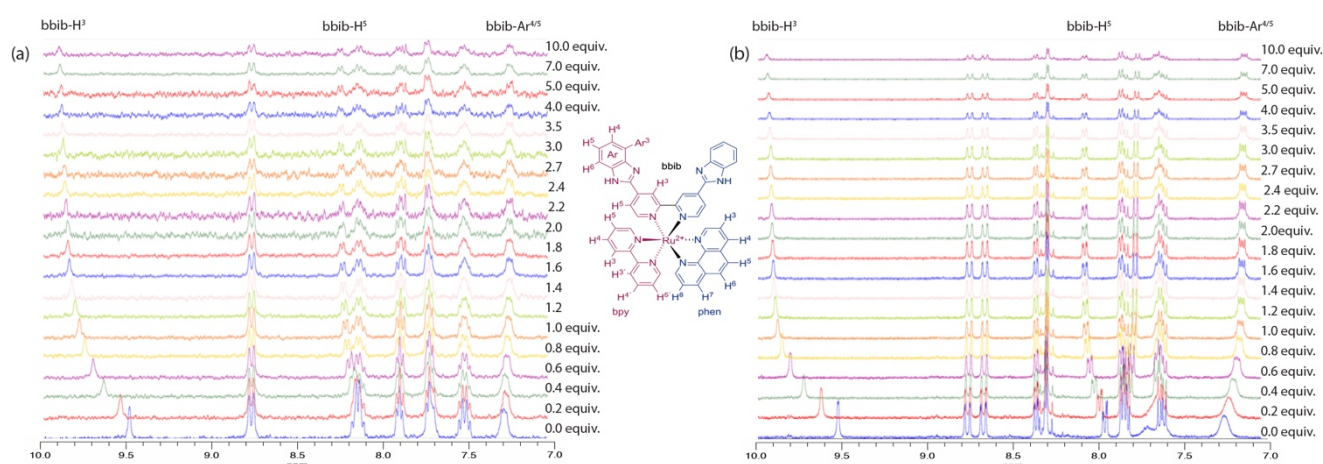 bbib-H³ bbib-H⁵ bbib-Ar⁴/⁵
(a)
10.0 equiv.
7.0 equiv.
5.0 equiv.
4.0 equiv.
3.5
3.0
2.7
2.4
2.2
2.0
1.8
1.6
1.4
1.2
1.0 equiv.
0.8 equiv.
0.6 equiv.
0.4 equiv.
0.2 equiv.
0.0 equiv.
10.0 9.5 9.0 8.5 8.0 7.5 7.0
H⁴
H⁵ Ar³
Ar
H⁶ N bbib N
HN NH
H³
H⁵
N N
H⁵ H³
H⁴ N Ru²⁺ N H⁴
H³ N N H⁵
H³' H⁶
H⁴' H⁵' H⁸ H⁷
bpy phen
bbib-H³ bbib-H⁵ bbib-Ar⁴/⁵
(b)
10.0 equiv.
7.0 equiv.
5.0 equiv.
4.0 equiv.
3.5 equiv.
3.0 equiv.
2.7 equiv.
2.4 equiv.
2.2 equiv.
2.0equiv.
1.8 equiv.
1.6 equiv.
1.4 equiv.
1.2 equiv.
1.0 equiv.
0.8 equiv.
0.6 equiv.
0.4 equiv.
0.2 equiv.
0.0 equiv.
10.0 9.5 9.0 8.5 8.0 7.5 7.0